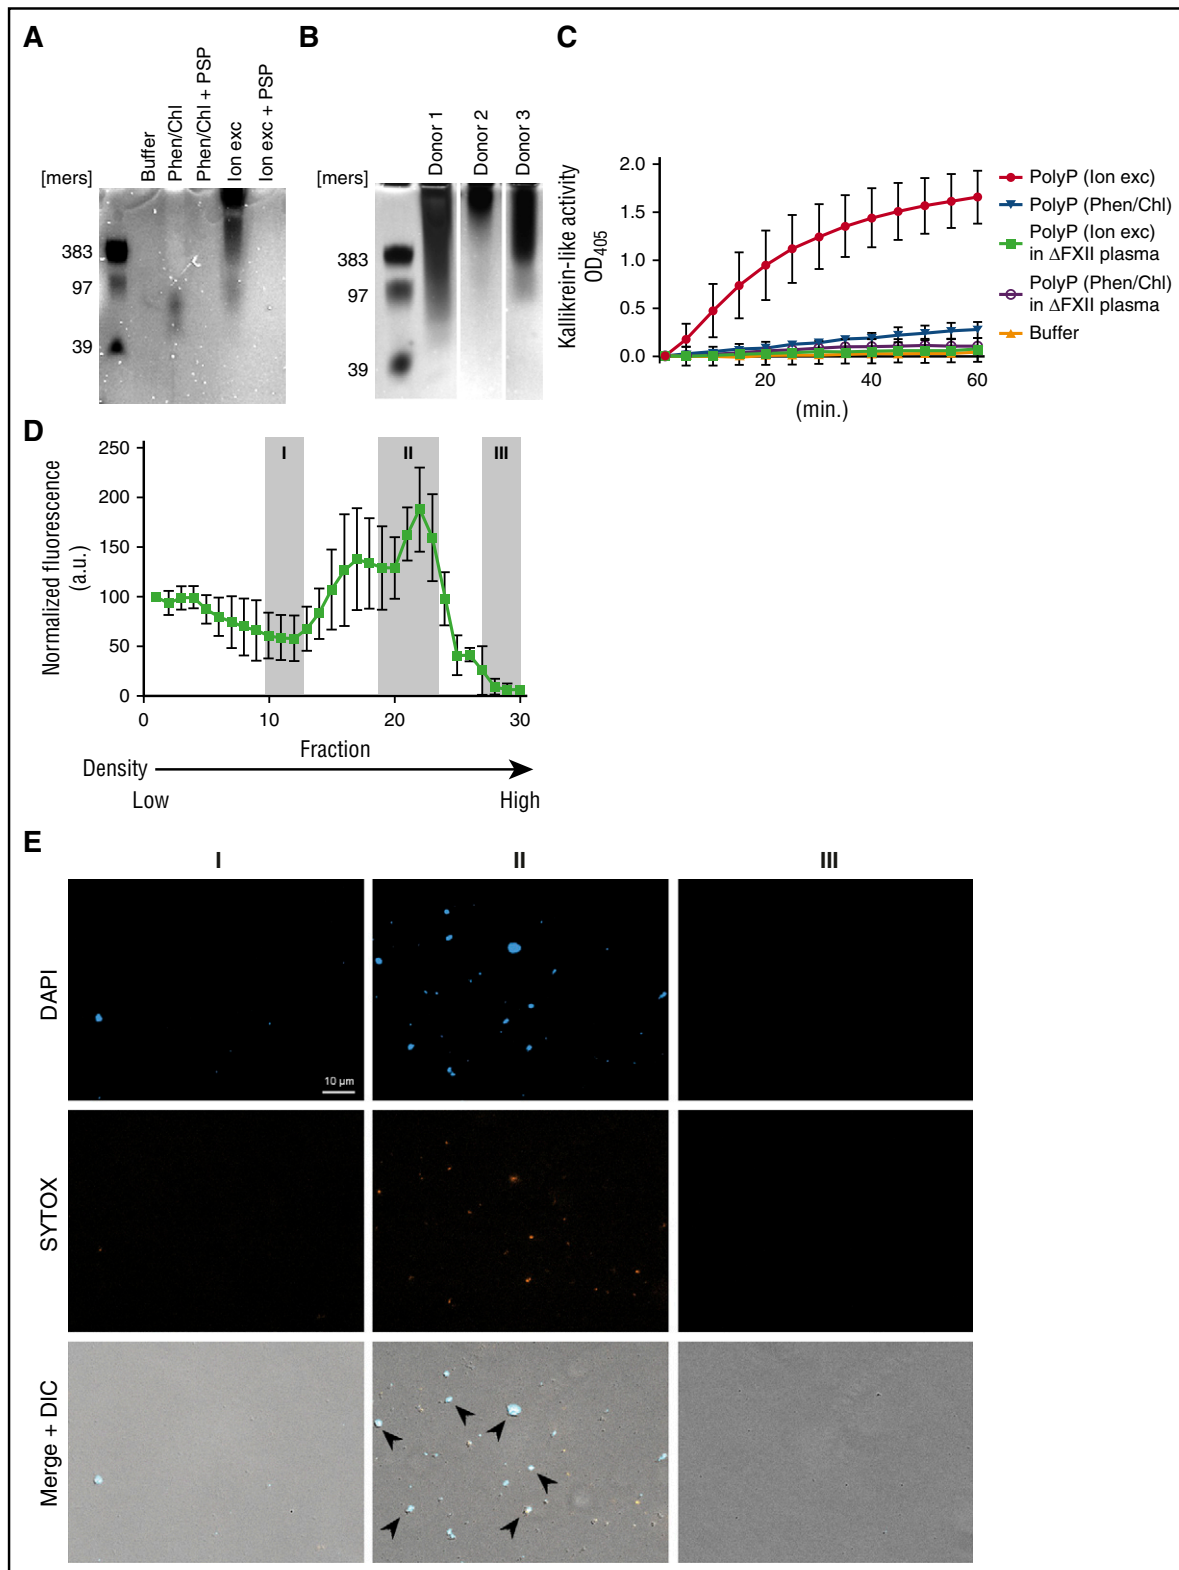 A
Buffer
Phen/Chl
Phen/Chl + PSP
Ion exc
Ion exc + PSP
[mers]
383
97
39
B
Donor 1
Donor 2
Donor 3
[mers]
383
97
39
C
Kallikrein-like activity
OD405
2.0
1.5
1.0
0.5
0.0
20
40
60
(min.)
PolyP (Ion exc)
PolyP (Phen/Chl)
PolyP (Ion exc)
in ΔFXII plasma
PolyP (Phen/Chl)
in ΔFXII plasma
Buffer
D
Normalized fluorescence
(a.u.)
250
200
150
100
50
0
I
II
III
0
10
20
30
Fraction
Density
Low
High
E
I
II
III
DAPI
10 µm
SYTOX
Merge + DIC